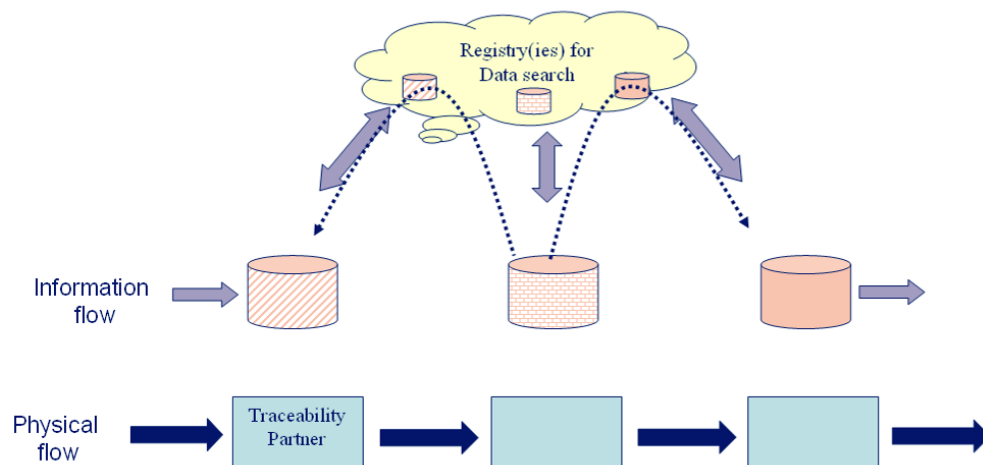 Registry(ies) for
Data search
Information
flow
Physical
flow
Traceability
Partner